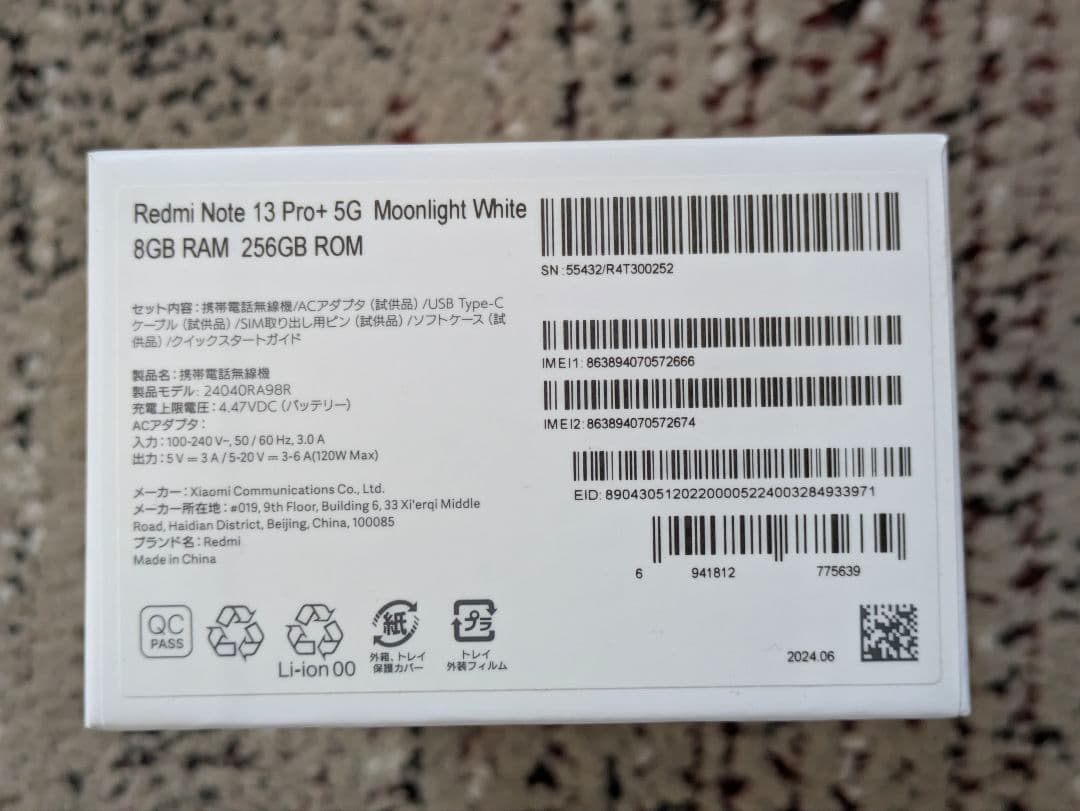 Redmi Note 13 Pro+ 5G Moonlight White
8GB RAM 256GB ROM
セット内容：携帯電話無線機/ACアダプタ（試供品）/USB Type-C
ケーブル（試供品）/SIM取り出し用ピン（試供品）/ソフトケース（試
供品）/クイックスタートガイド
製品名：携帯電話無線機
製品モデル: 24040RA98R
充電上限電圧：4.47VDC（バッテリー）
ACアダプタ：
入力：100-240 V~, 50 / 60 Hz, 3.0 A
出力：5 V ⎓ 3 A / 5-20 V ⎓ 3-6 A(120W Max)
メーカー：Xiaomi Communications Co., Ltd.
メーカー所在地：#019, 9th Floor, Building 6, 33 Xi'erqi Middle
Road, Haidian District, Beijing, China, 100085
ブランド名：Redmi
Made in China
SN:55432/R4T300252
IMEI1: 863894070572666
IMEI2: 863894070572674
EID: 89043051202200005224003284933971
6 941812 775639
QC
PASS
Li-ion 00
紙
外箱、トレイ
保護カバー
プラ
トレイ
外装フィルム
2024.06